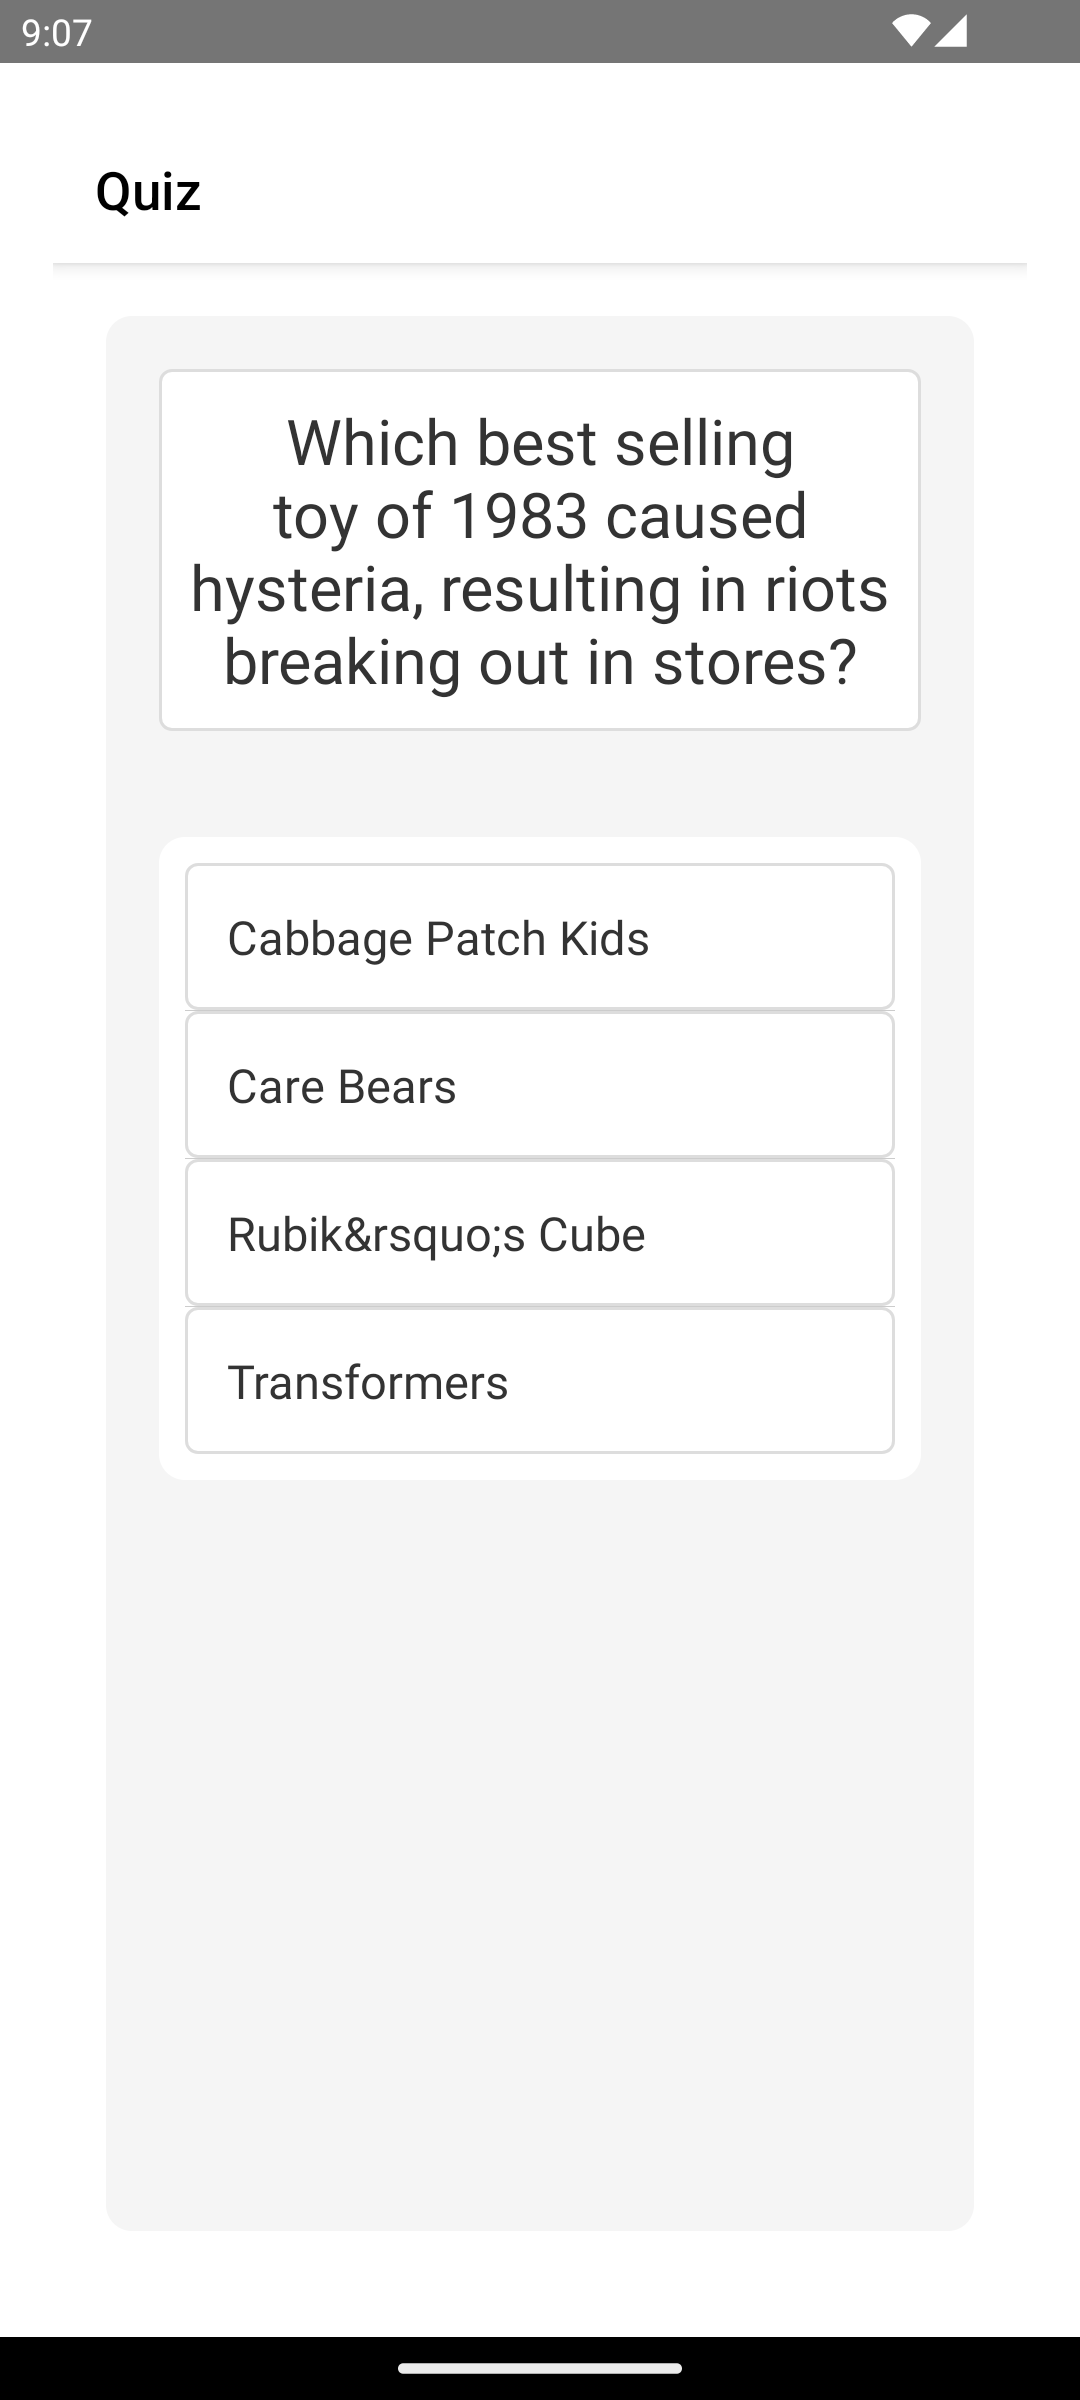 9:07
Quiz
Which best selling
toy of 1983 caused
hysteria, resulting in riots
breaking out in stores?
Cabbage Patch Kids
Care Bears
Rubik&rsquo;s Cube
Transformers